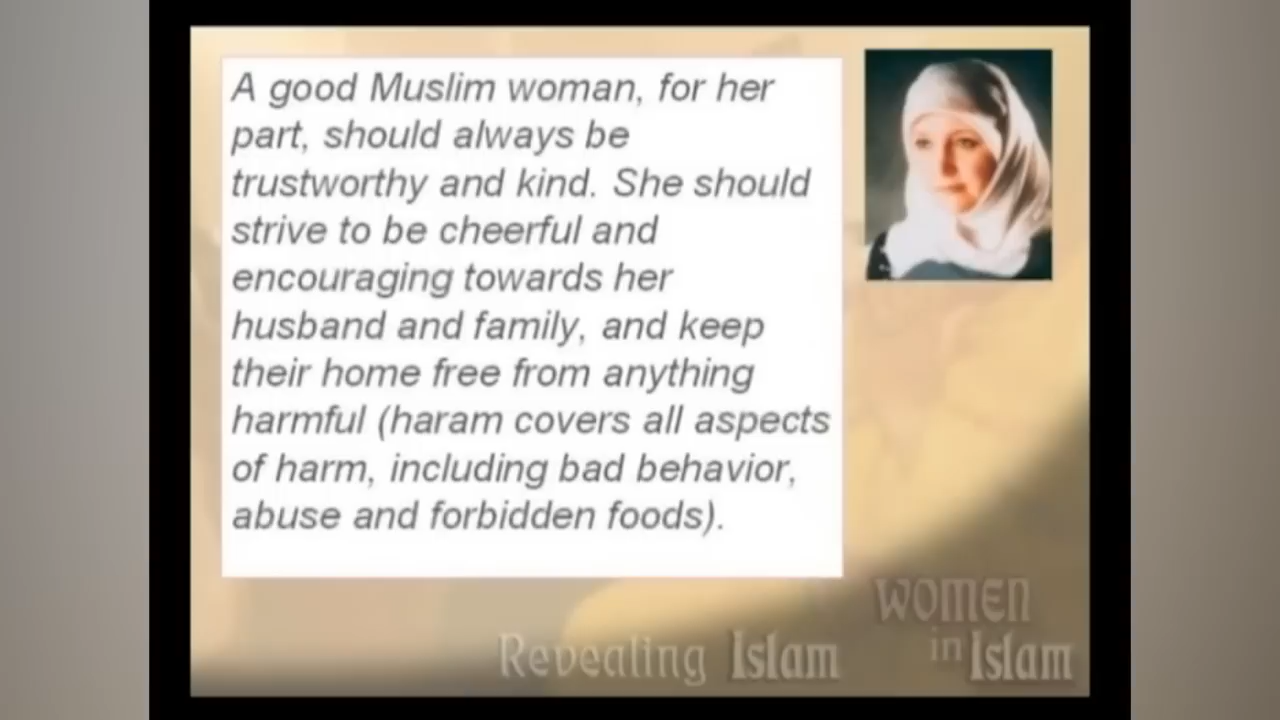 A good Muslim woman, for her
part, should always be
trustworthy and kind. She should
strive to be cheerful and
encouraging towards her
husband and family, and keep
their home free from anything
harmful (haram covers all aspects
of harm, including bad behavior,
abuse and forbidden foods).
Revealing Islam
women
in Islam